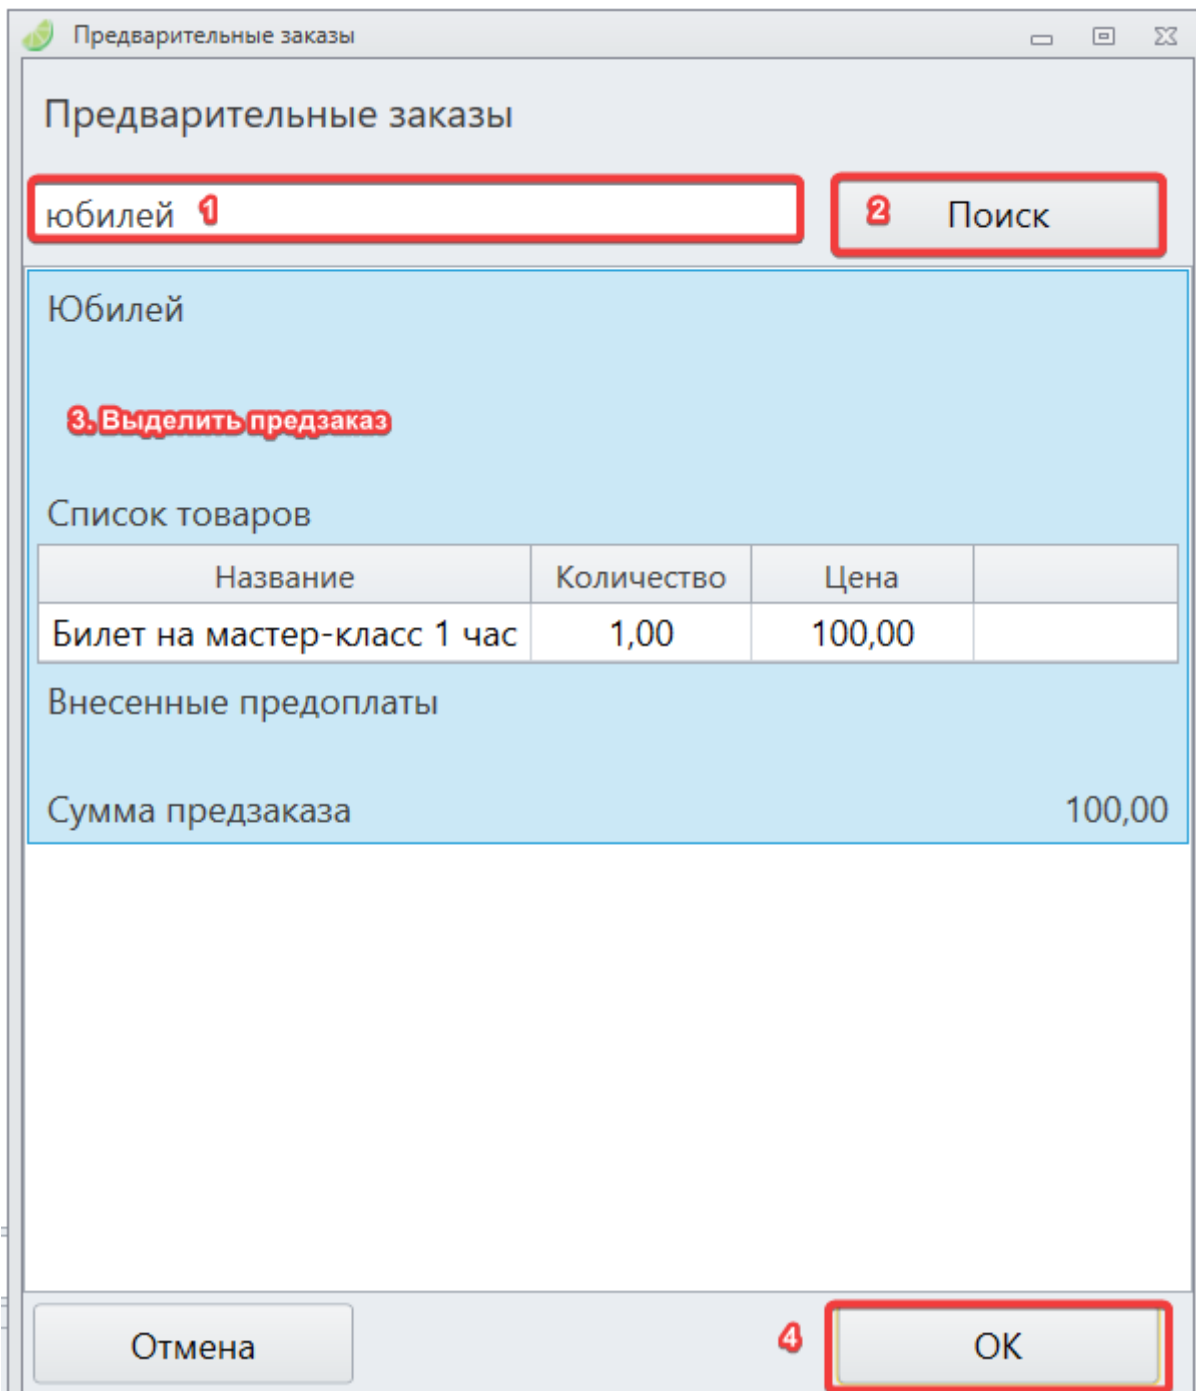 Предварительные заказы
Предварительные заказы
юбилей 1
2 Поиск
Юбилей
3. Выделить предзаказ
Список товаров
Название Количество Цена
Билет на мастер-класс 1 час 1,00 100,00
Внесенные предоплаты
Сумма предзаказа 100,00
Отмена 4 ОК